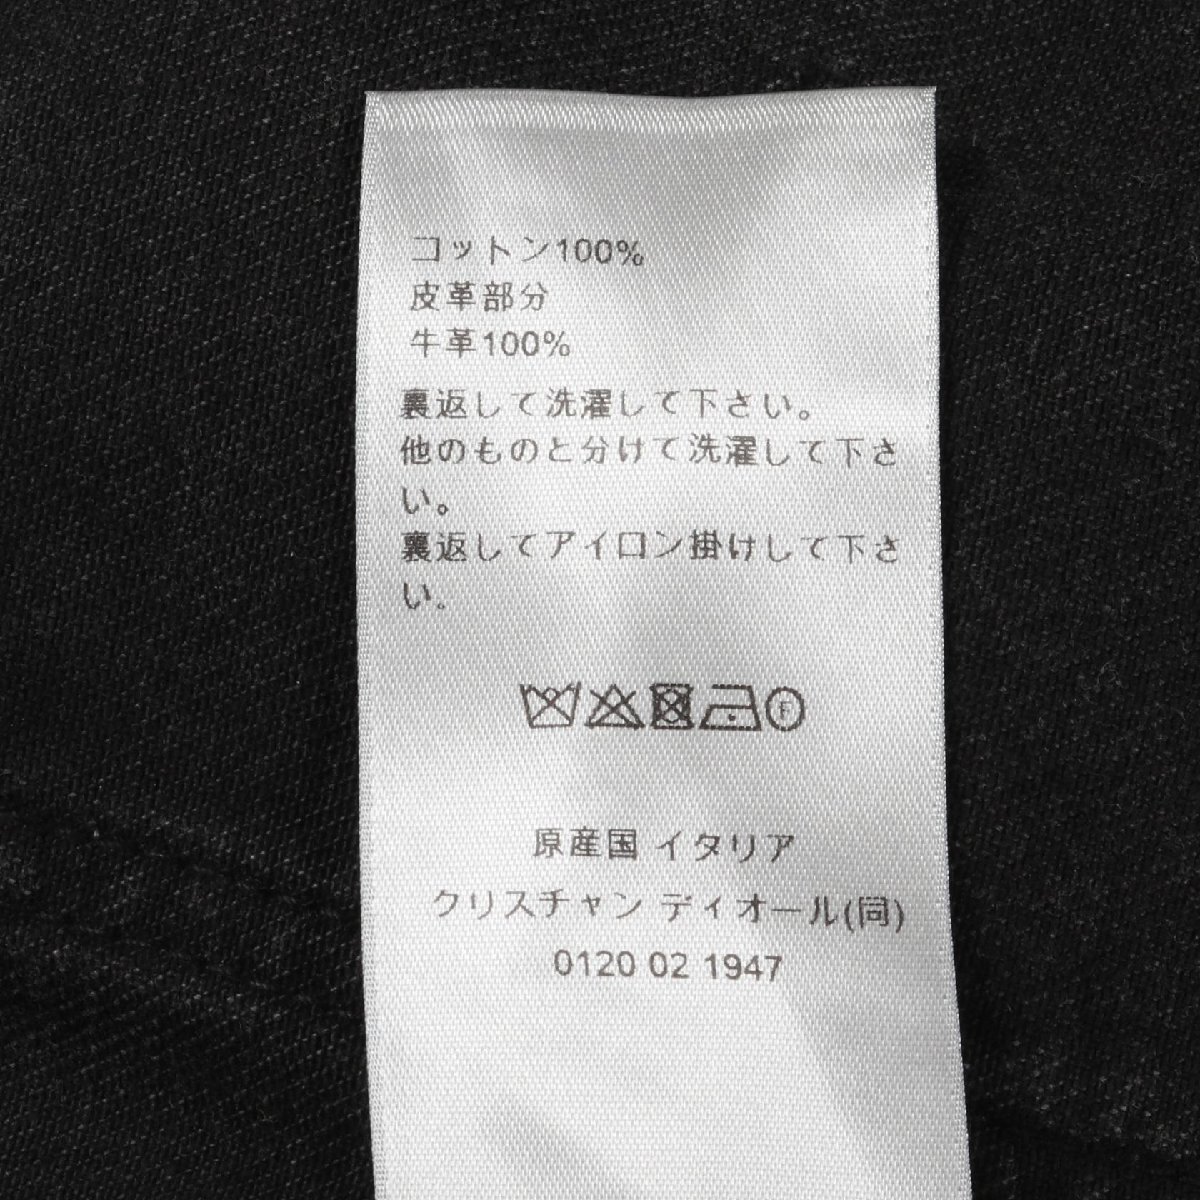 コットン100%
皮革部分
牛革100%
裏返して洗濯して下さい。
他のものと分けて洗濯して下さ
い。
裏返してアイロン掛けして下さ
い。
F
原産国 イタリア
クリスチャン ディオール(同)
0120 02 1947